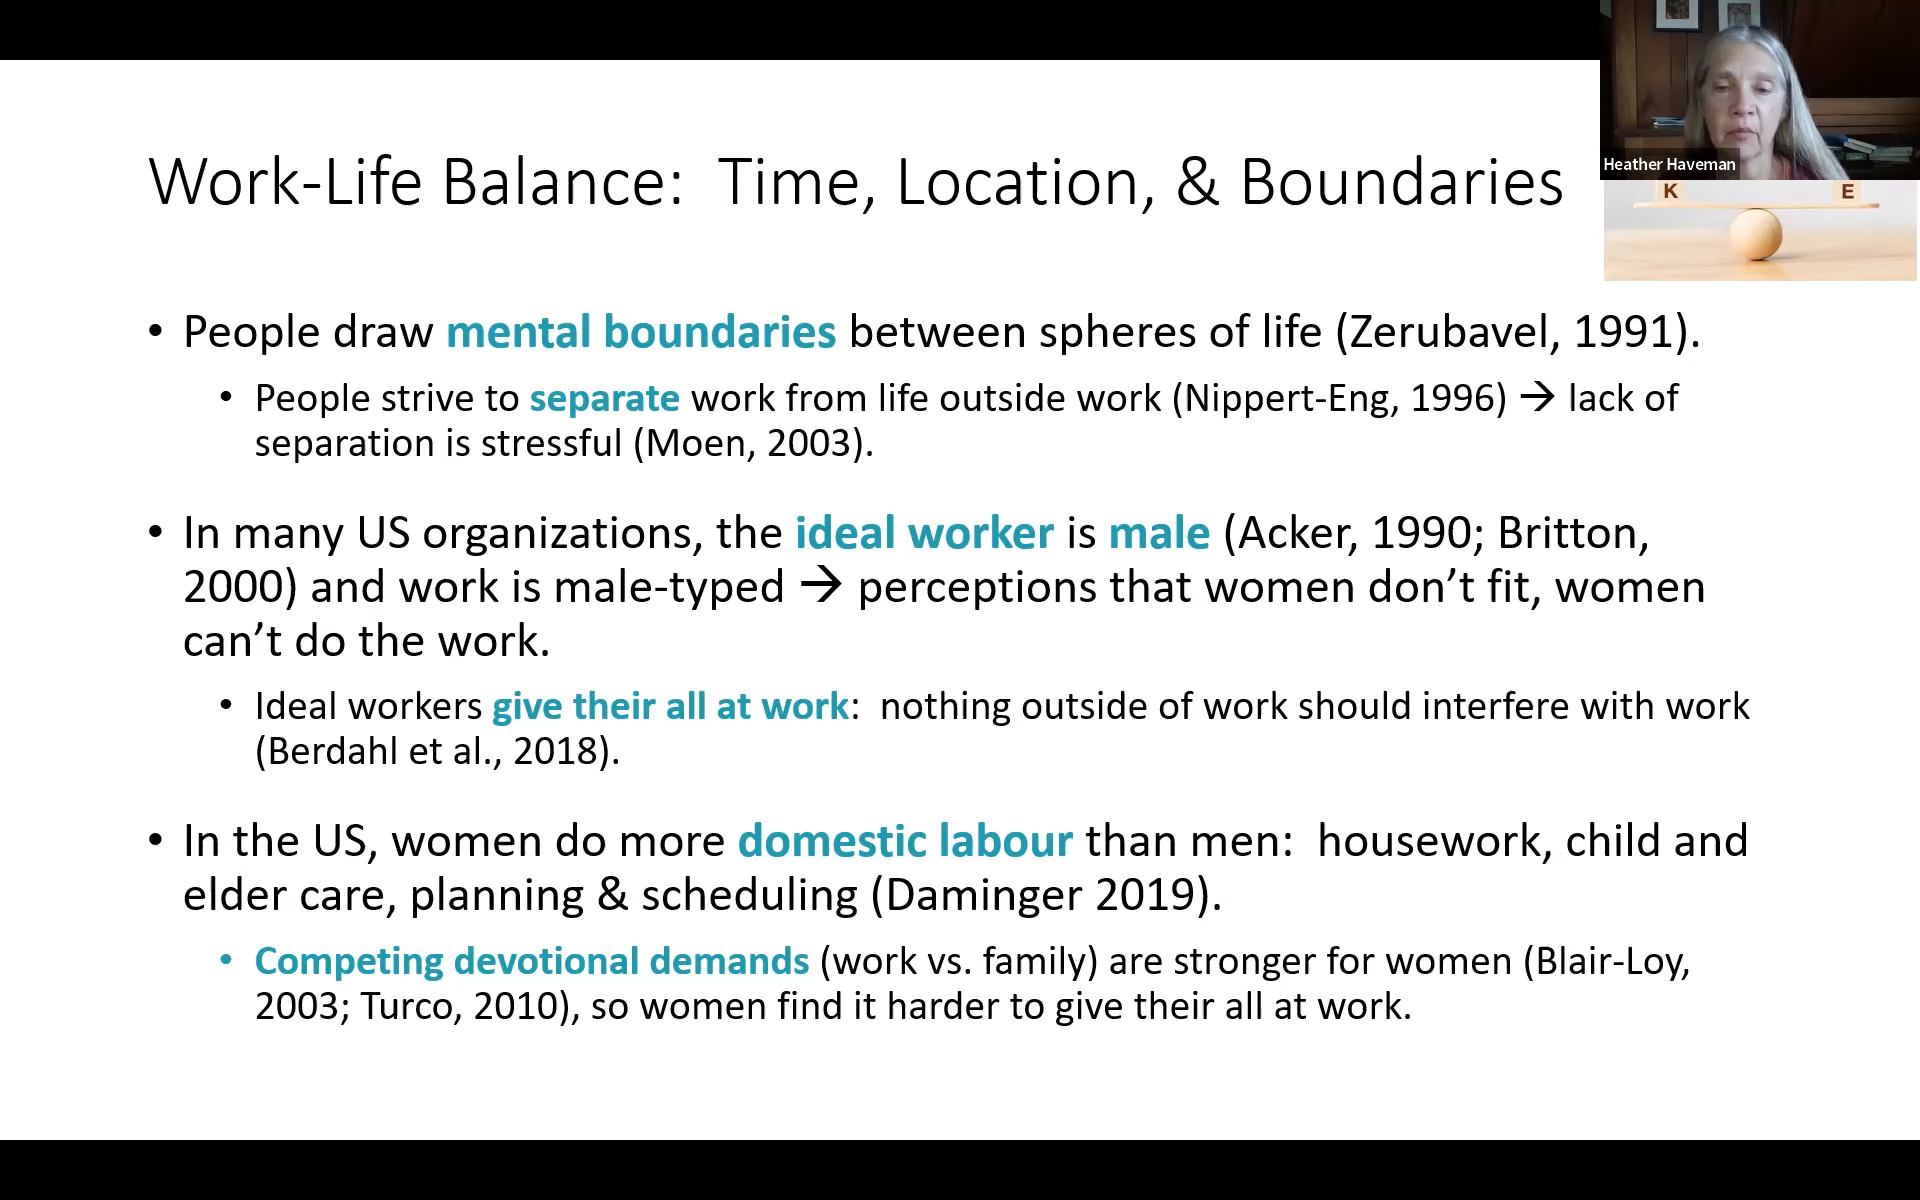 Heather Haveman
K E
Work-Life Balance:  Time, Location, & Boundaries
• People draw mental boundaries between spheres of life (Zerubavel, 1991).
• People strive to separate work from life outside work (Nippert-Eng, 1996) → lack of
separation is stressful (Moen, 2003).
• In many US organizations, the ideal worker is male (Acker, 1990; Britton,
2000) and work is male-typed → perceptions that women don’t fit, women
can’t do the work.
• Ideal workers give their all at work:  nothing outside of work should interfere with work
(Berdahl et al., 2018).
• In the US, women do more domestic labour than men:  housework, child and
elder care, planning & scheduling (Daminger 2019).
• Competing devotional demands (work vs. family) are stronger for women (Blair-Loy,
2003; Turco, 2010), so women find it harder to give their all at work.